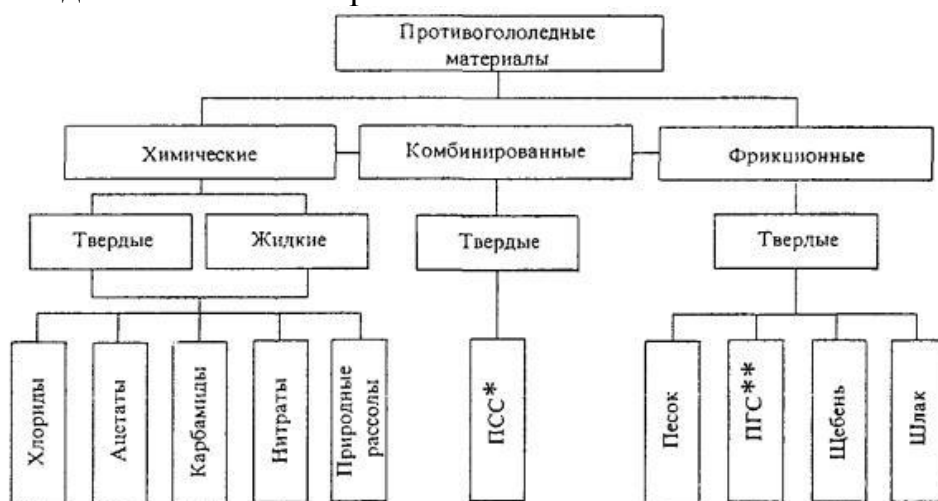 Противогололедные
материалы
Химические
Комбинированные
Фрикционные
Твердые
Жидкие
Твердые
Твердые
Хлориды
Ацетаты
Карбамиды
Нитраты
Природные
рассолы
ПСС*
Песок
ПГС**
Щебень
Шлак